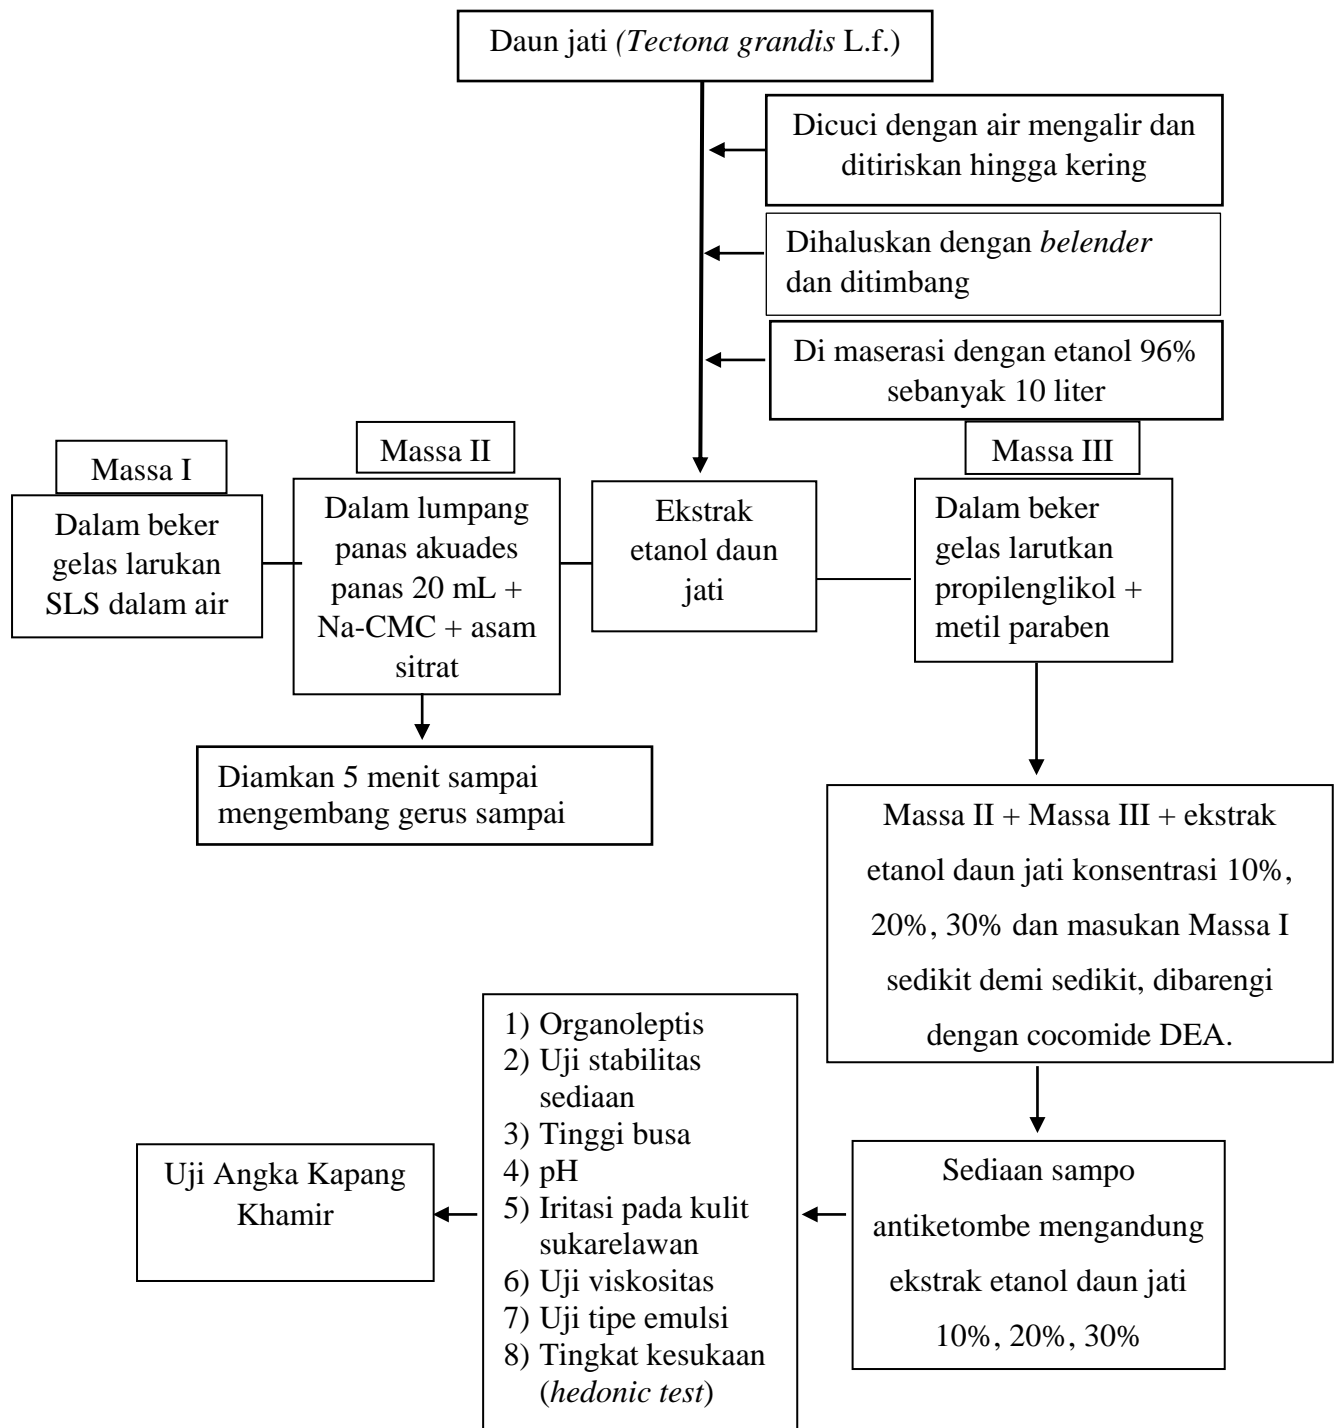 Daun jati (Tectona grandis L.f.)
Dicuci dengan air mengalir dan
ditiriskan hingga kering
Dihaluskan dengan belender
dan ditimbang
Di maserasi dengan etanol 96%
sebanyak 10 liter
Massa I
Dalam beker
gelas larukan
SLS dalam air
Massa II
Dalam lumpang
panas akuades
panas 20 mL +
Na-CMC + asam
sitrat
Ekstrak
etanol daun
jati
Massa III
Dalam beker
gelas larutkan
propilenglikol +
metil paraben
Diamkan 5 menit sampai
mengembang gerus sampai
Massa II + Massa III + ekstrak
etanol daun jati konsentrasi 10%,
20%, 30% dan masukan Massa I
sedikit demi sedikit, dibarengi
dengan cocomide DEA.
Sediaan sampo
antiketombe mengandung
ekstrak etanol daun jati
10%, 20%, 30%
1) Organoleptis
2) Uji stabilitas
sediaan
3) Tinggi busa
4) pH
5) Iritasi pada kulit
sukarelawan
6) Uji viskositas
7) Uji tipe emulsi
8) Tingkat kesukaan
(hedonic test)
Uji Angka Kapang
Khamir